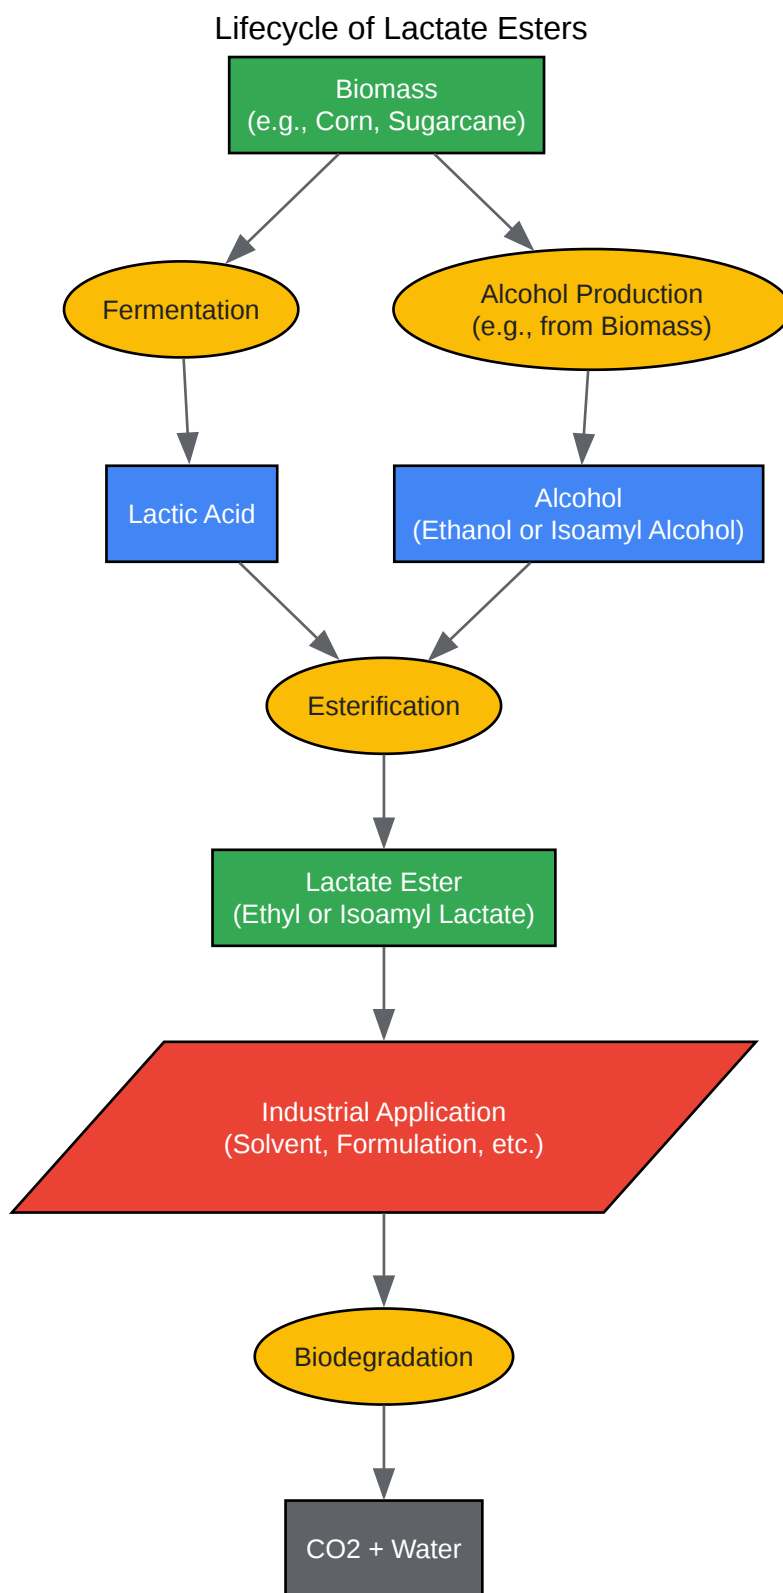 Lifecycle of Lactate Esters
Biomass
(e.g., Corn, Sugarcane)
Fermentation
Alcohol Production
(e.g., from Biomass)
Lactic Acid
Alcohol
(Ethanol or Isoamyl Alcohol)
Esterification
Lactate Ester
(Ethyl or Isoamyl Lactate)
Industrial Application
(Solvent, Formulation, etc.)
Biodegradation
CO2 + Water